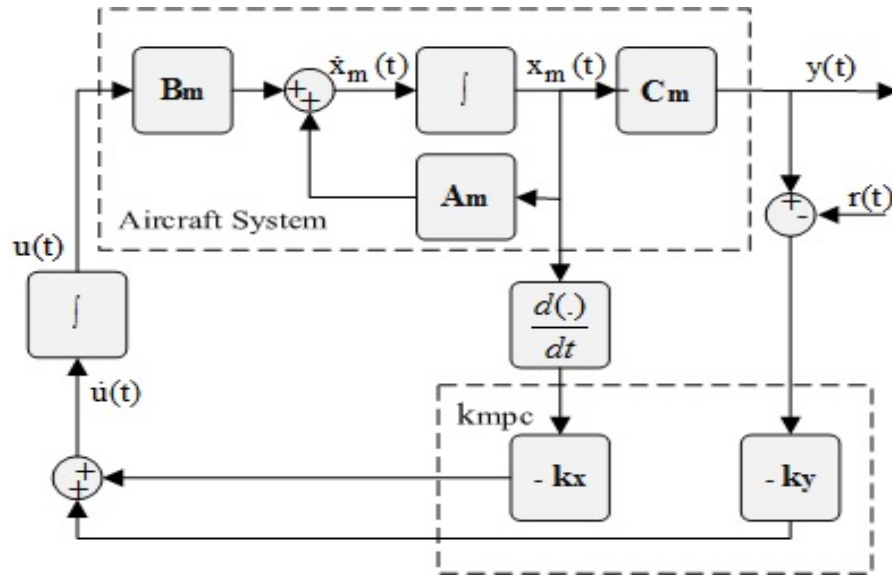 ẋm (t)
xm (t)
y(t)
Bm
+
+
∫
Cm
Am
Aircraft System
+
-
r(t)
u(t)
∫
d(.)
dt
u̇(t)
kmpc
- kx
- ky
+
+